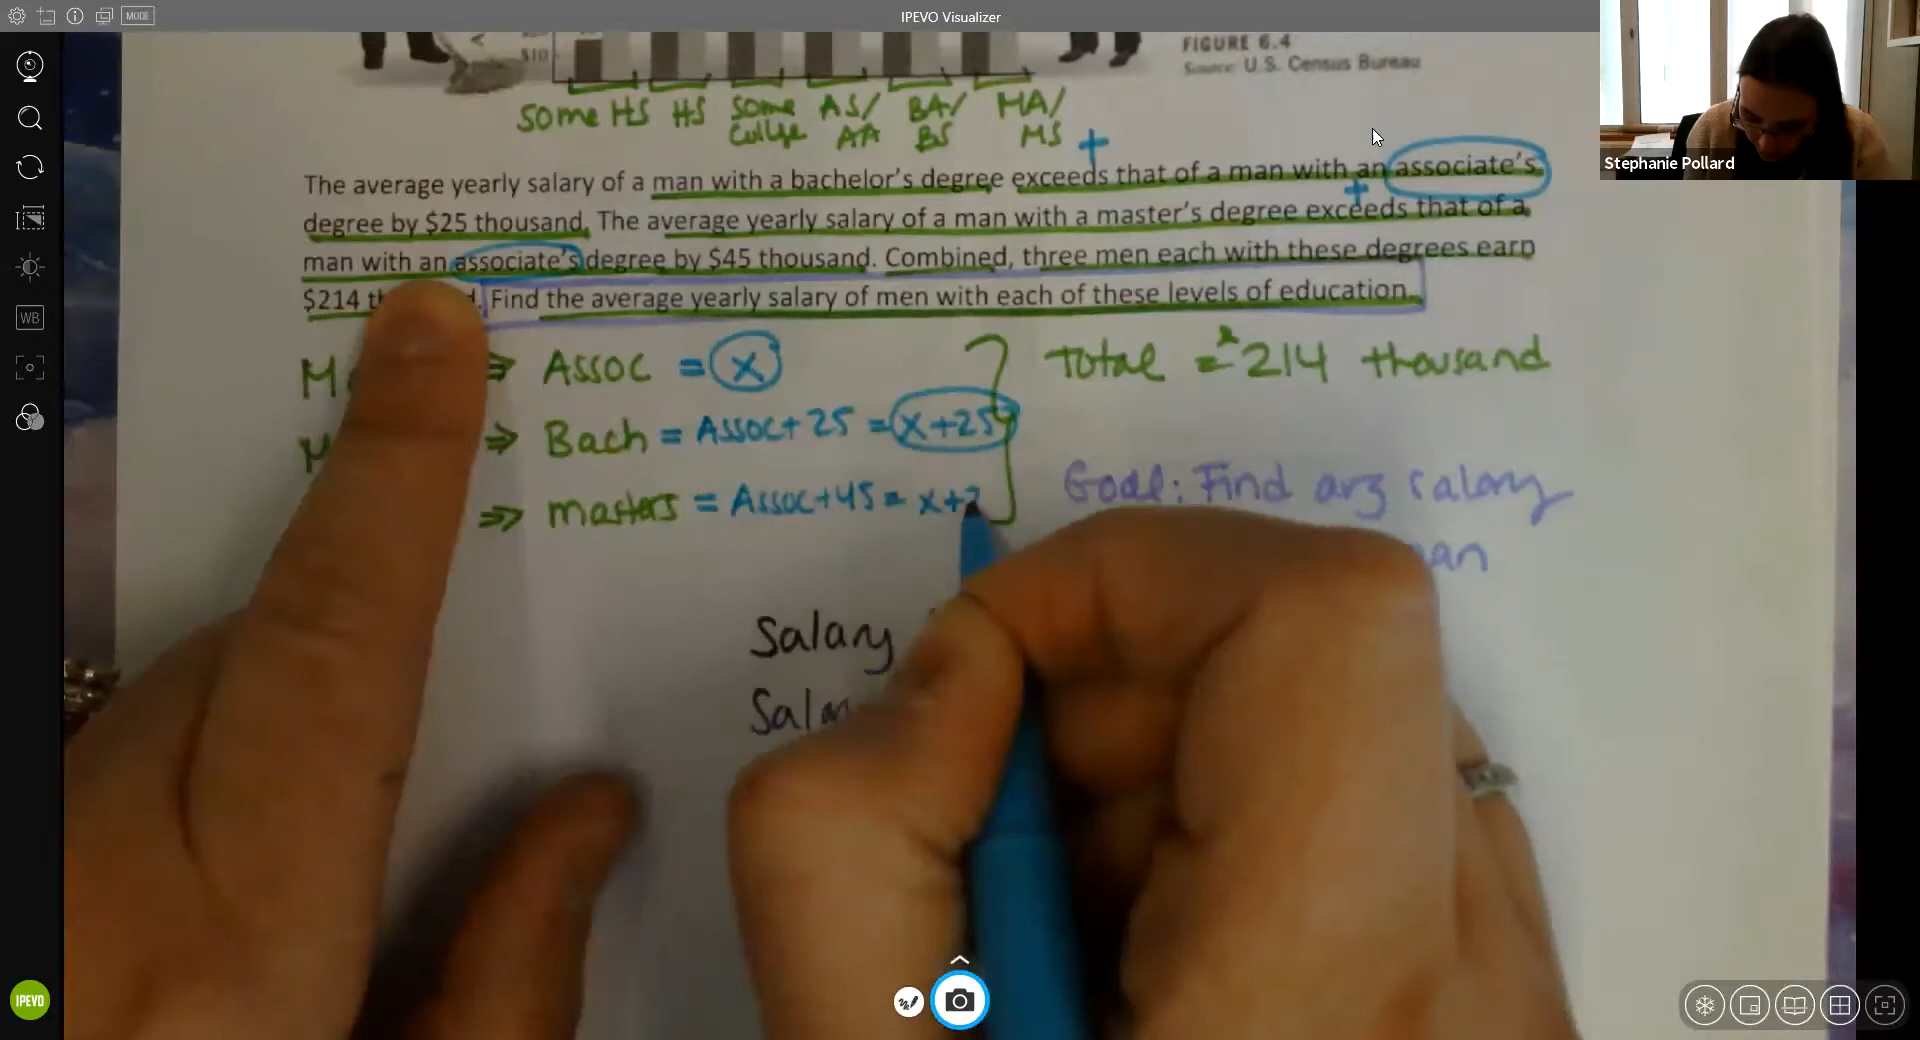 MODE
IPEVO Visualizer
$10
FIGURE 6.4
Source: U.S. Census Bureau
Some HS HS Some College AS/AA BA/BS MA/MS
Stephanie Pollard
+
The average yearly salary of a man with a bachelor's degree exceeds that of a man with an associate's
+
degree by $25 thousand. The average yearly salary of a man with a master's degree exceeds that of a
man with an associate's degree by $45 thousand. Combined, three men each with these degrees earn
$214 Find the average yearly salary of men with each of these levels of education.
WB
M ⇒ Assoc = x Total = 214 thousand
M ⇒ Bach = Assoc+25 = x+25
⇒ masters = Assoc+45 = x+
Goal: Find avg salary
Salary
IPEVO